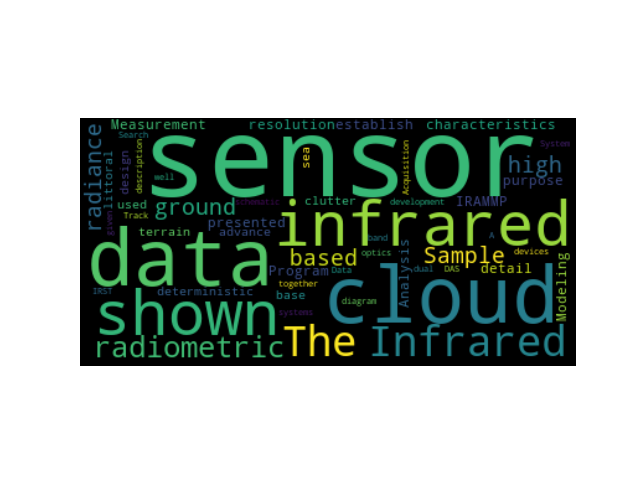 Measurement resolution establish characteristics
Search
sensor
System
radiance
littoral
design
description
well
sea
Acquisition
high
purpose
given
used
Track
ground
schematic
clutter
development
IRAMMP
presented
advance
infrared
terrain
data
band
A
based
optics
Analysis
Sample
devices
Program
Data
dual
DAS
detail
Modeling
together
cloud
IRST
deterministic
base
diagram
shown
systems
radiometric
The
Infrared